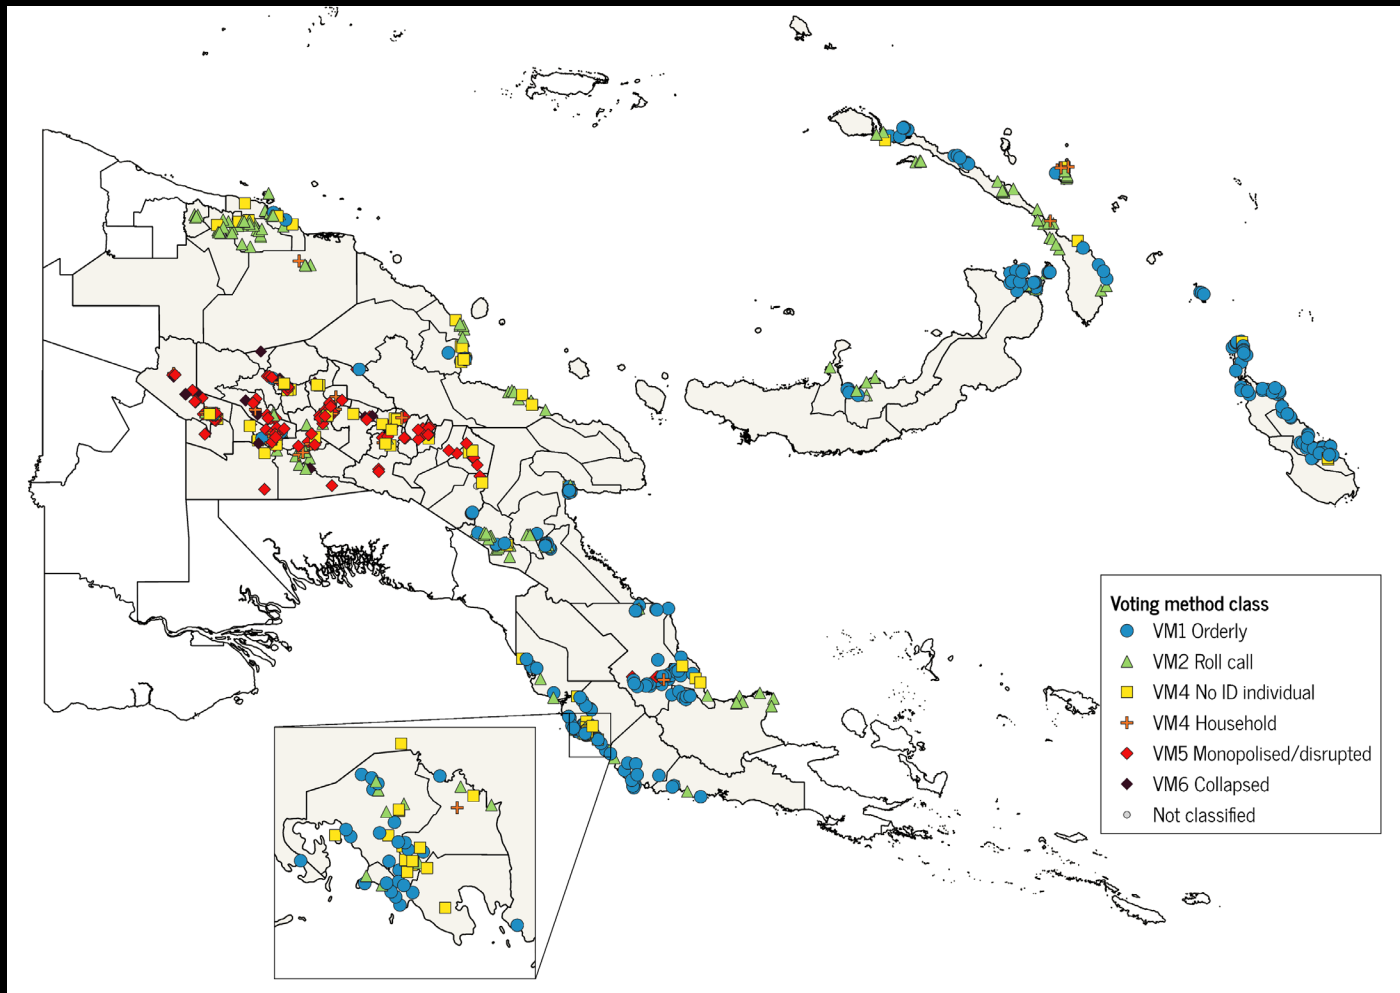 Voting method class
VM1 Orderly
VM2 Roll call
VM4 No ID individual
VM4 Household
VM5 Monopolised/disrupted
VM6 Collapsed
Not classified